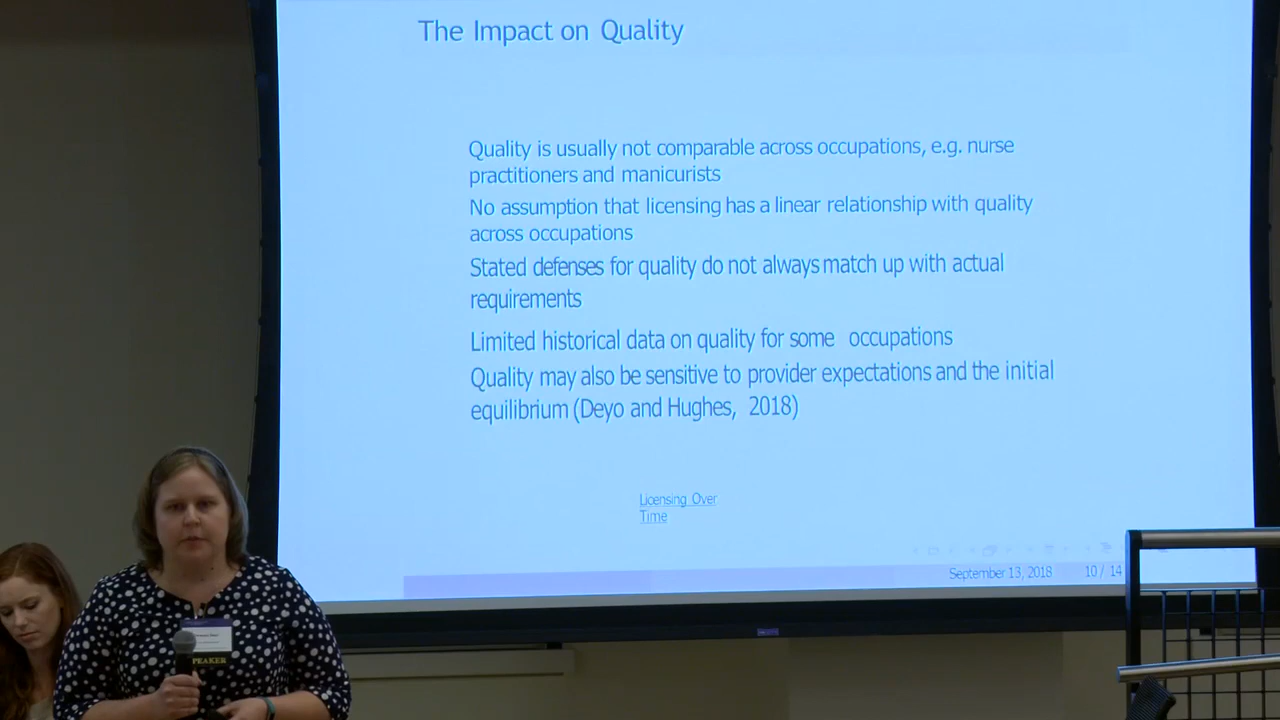 The Impact on Quality
Quality is usually not comparable across occupations, e.g. nurse
practitioners and manicurists
No assumption that licensing has a linear relationship with quality
across occupations
Stated defenses for quality do not always match up with actual
requirements
Limited historical data on quality for some occupations
Quality may also be sensitive to provider expectations and the initial
equilibrium (Deyo and Hughes, 2018)
Licensing Over
Time
September 13, 2018 10 / 14
PEAKER